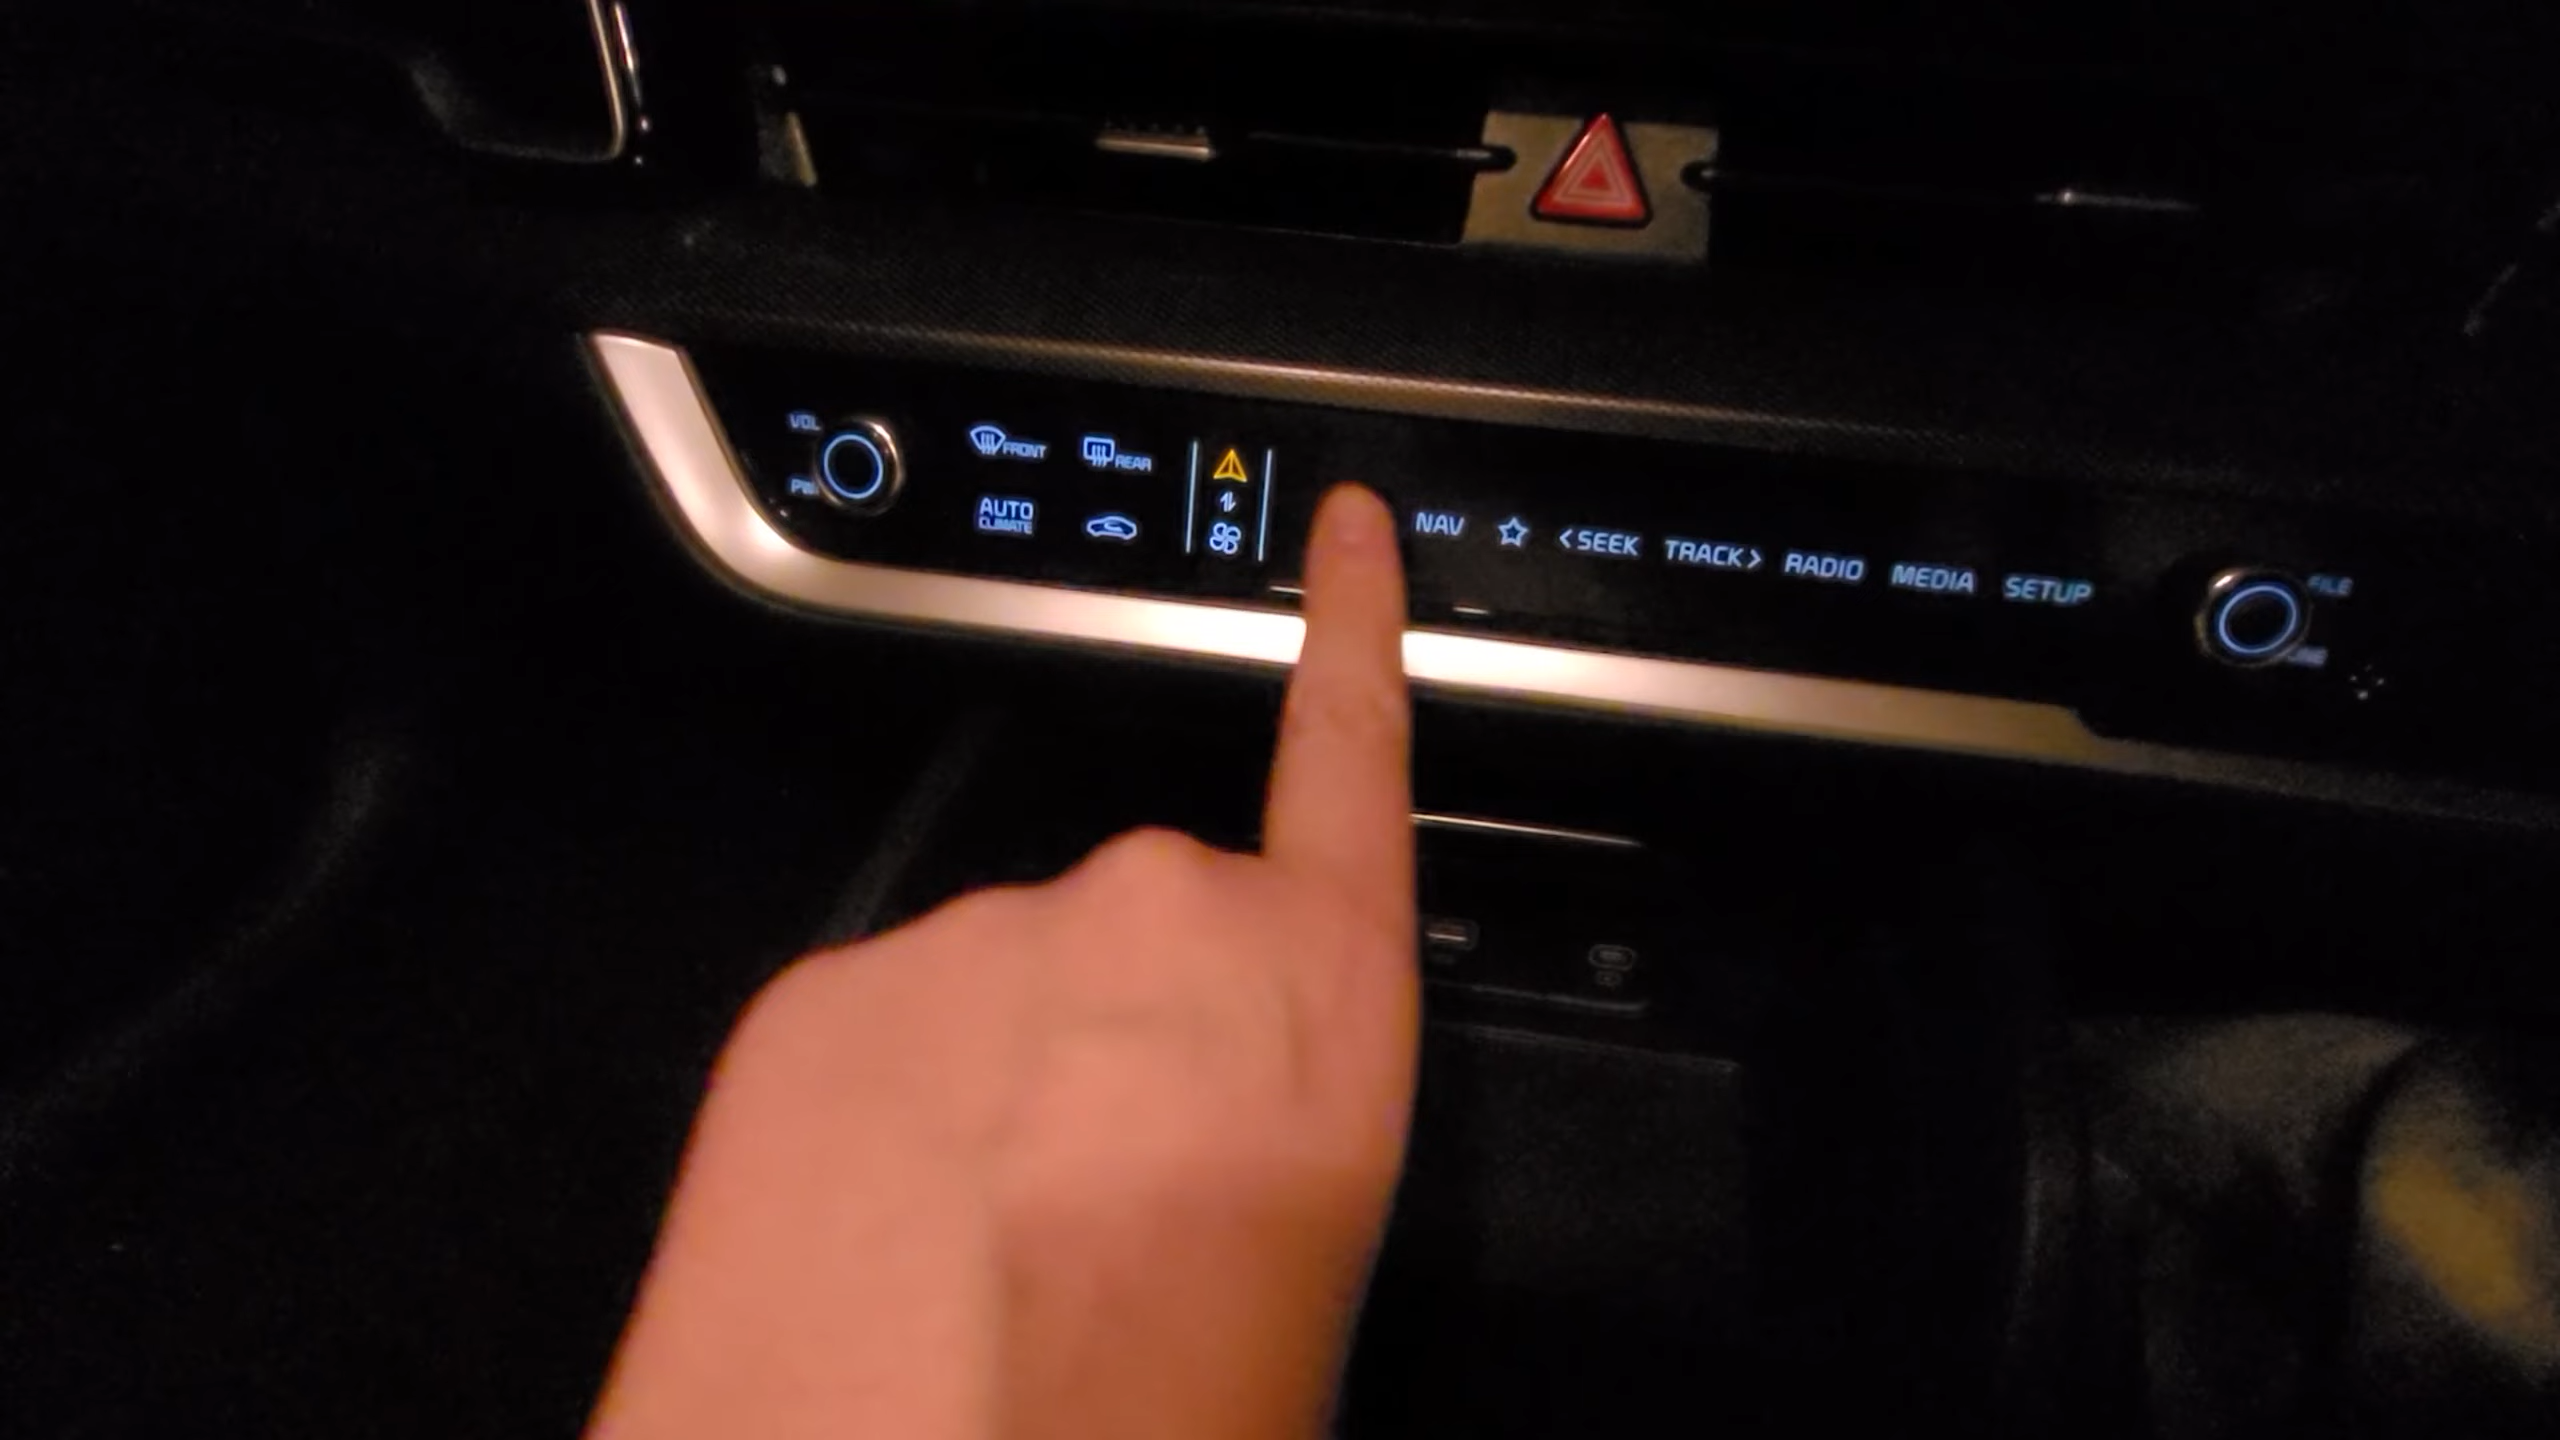 VOL
FRONT
REAR
NAV
<SEEK
TRACK>
RADIO
MEDIA
SETUP
FILE
AUTO
CLIMATE